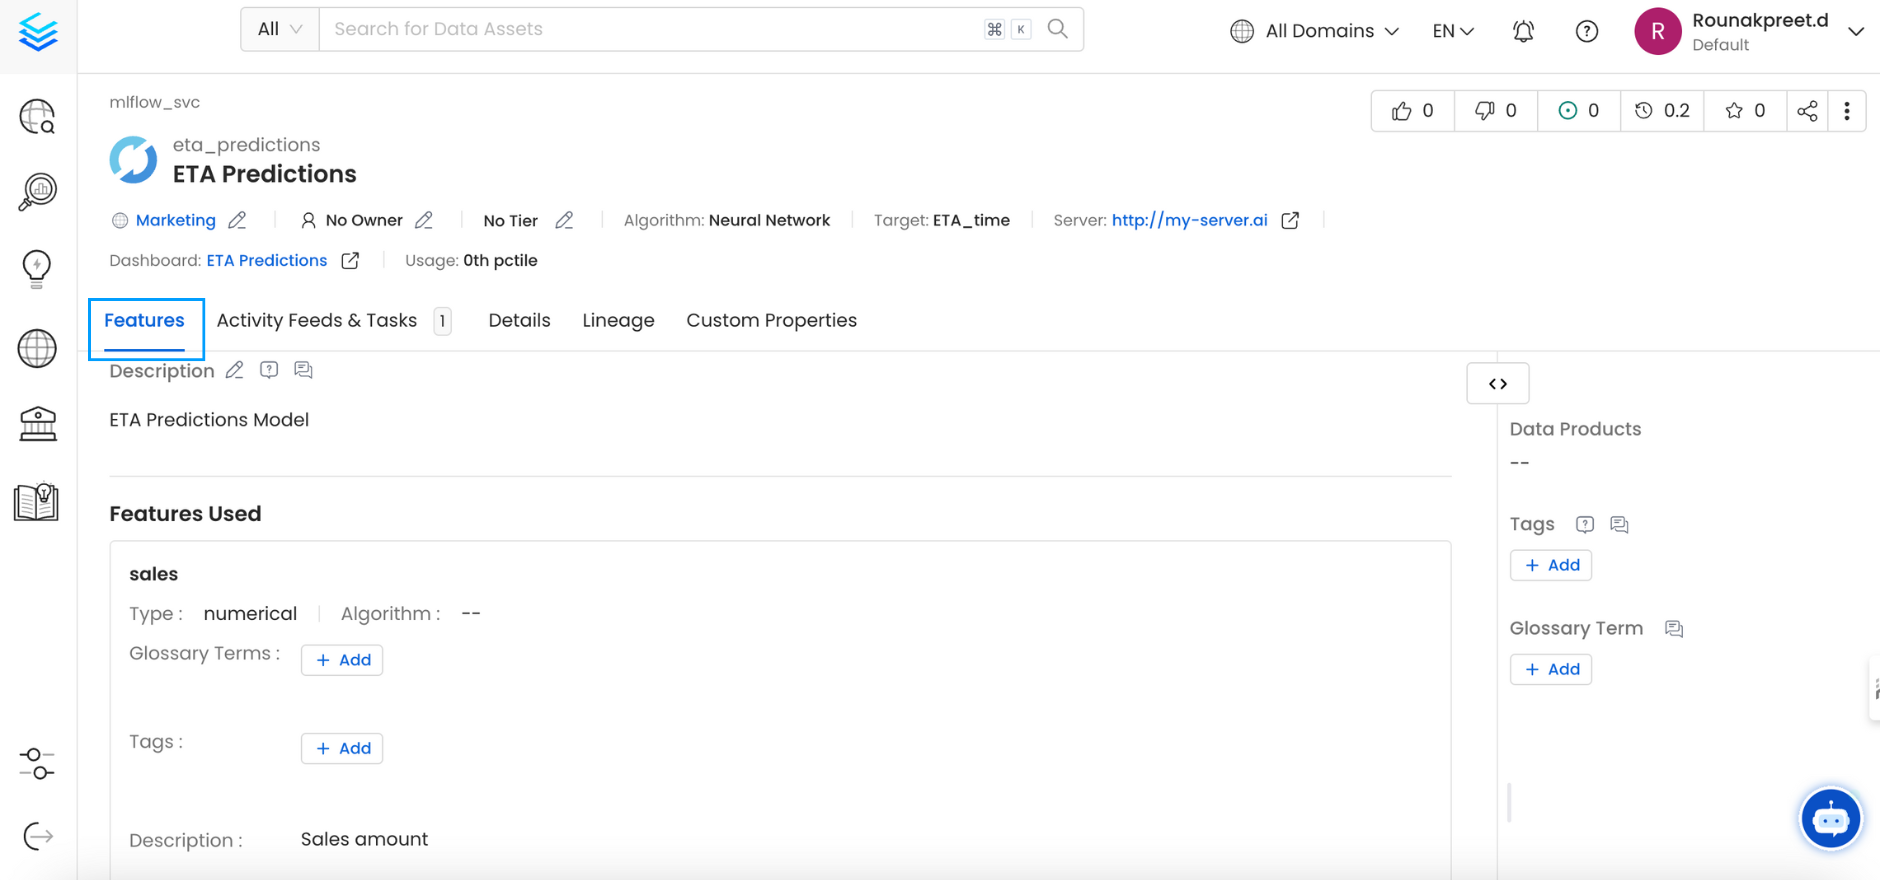 All Search for Data Assets ⌘ K All Domains EN R Rounakpreet.d
Default
mlflow_svc
0 0 0 0.2 0
eta_predictions
ETA Predictions
Marketing No Owner No Tier Algorithm: Neural Network Target: ETA_time Server: http://my-server.ai
Dashboard: ETA Predictions Usage: 0th pctile
Features Activity Feeds & Tasks 1 Details Lineage Custom Properties
Description
ETA Predictions Model
Features Used
sales
Type : numerical Algorithm : --
Glossary Terms : + Add
Tags : + Add
Description : Sales amount
Data Products
--
Tags
+ Add
Glossary Term
+ Add